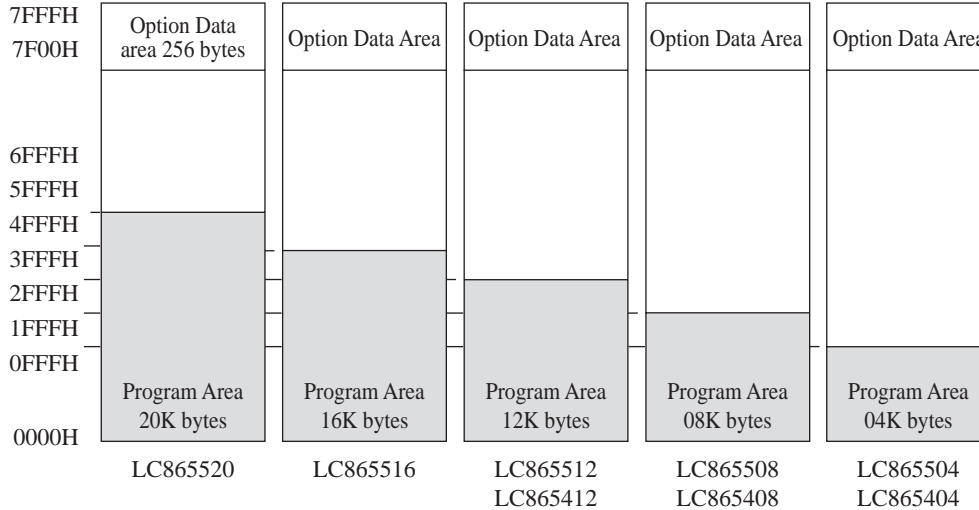 7FFFH
7F00H
6FFFH
5FFFH
4FFFH
3FFFH
2FFFH
1FFFH
0FFFH
0000H
Option Data
area 256 bytes
Program Area
20K bytes
LC865520
Option Data Area
Program Area
16K bytes
LC865516
Option Data Area
Program Area
12K bytes
LC865512
LC865412
Option Data Area
Program Area
08K bytes
LC865508
LC865408
Option Data Area
Program Area
04K bytes
LC865504
LC865404